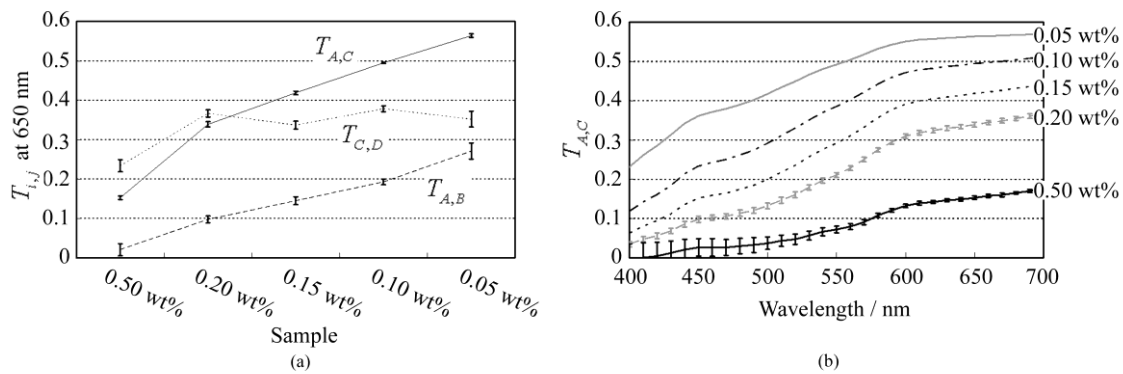 0.6
0.5
0.4
0.3
0.2
0.1
0
T_{i,j} at 650 nm
T_{A,C}
T_{C,D}
T_{A,B}
0.50 wt%
0.20 wt%
0.15 wt%
0.10 wt%
0.05 wt%
Sample
(a)
0.6
0.5
0.4
0.3
0.2
0.1
0
T_{A,C}
0.05 wt%
0.10 wt%
0.15 wt%
0.20 wt%
0.50 wt%
400 450 500 550 600 650 700
Wavelength / nm
(b)